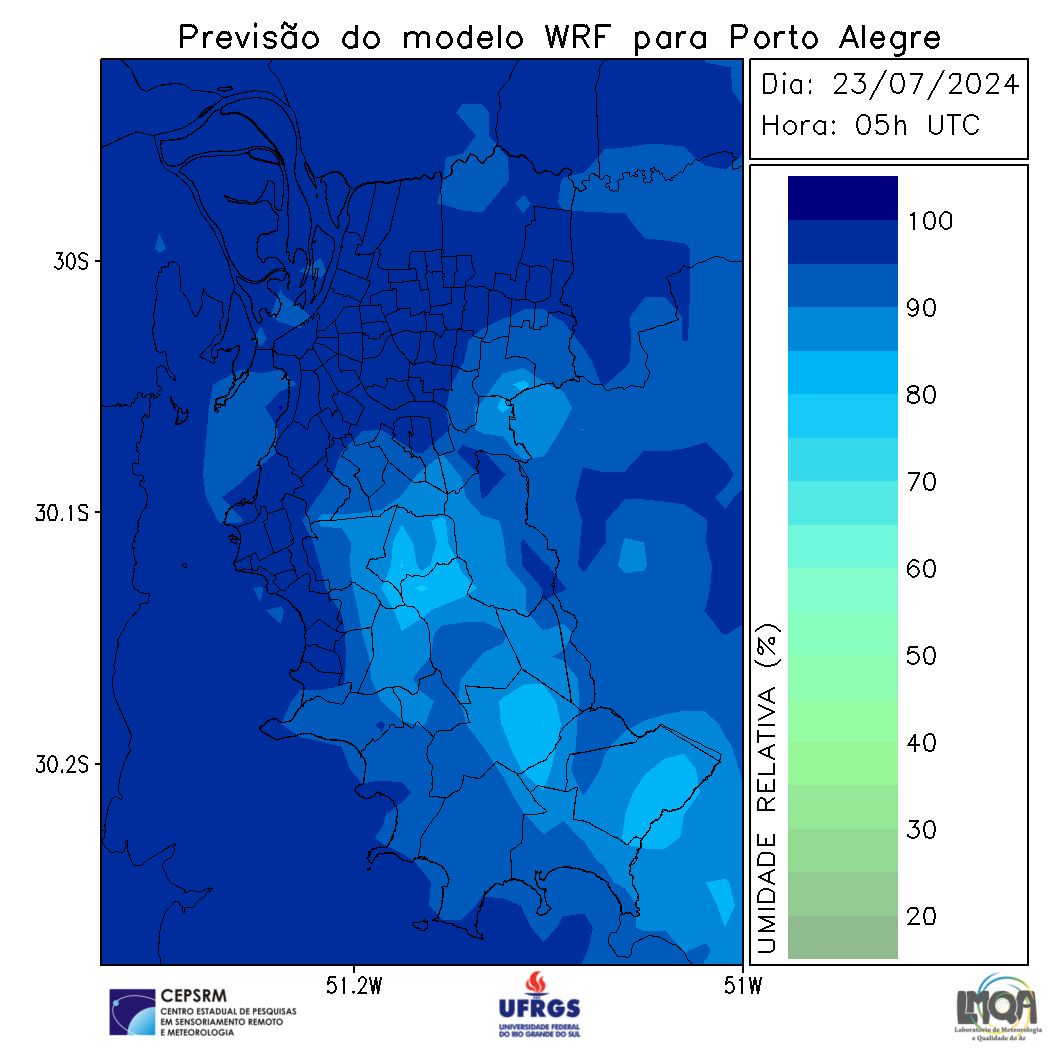 Previsão do modelo WRF para Porto Alegre
Dia: 23/07/2024
Hora: 05h UTC
30S
30.1S
30.2S
51.2W
51W
UMIDADE RELATIVA (%)
100
90
80
70
60
50
40
30
20
CEPSRM
CENTRO ESTADUAL DE PESQUISAS
EM SENSORIAMENTO REMOTO
E METEOROLOGIA
UFRGS
UNIVERSIDADE FEDERAL
DO RIO GRANDE DO SUL
LMQA
Laboratório de Meteorologia
e Qualidade do Ar